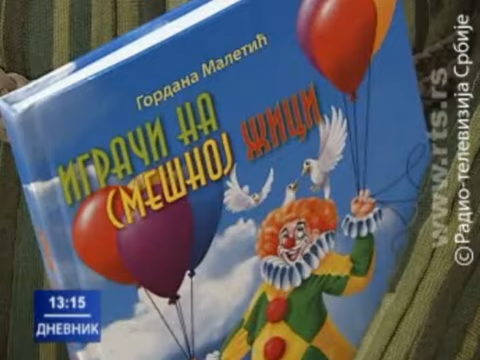 Гордана Малетић
ИГРАЧИ НА
СМЕШНОЈ ЖИЦИ
13:15
ДНЕВНИК
www.rts.rs
©Радио-телевизија Србије